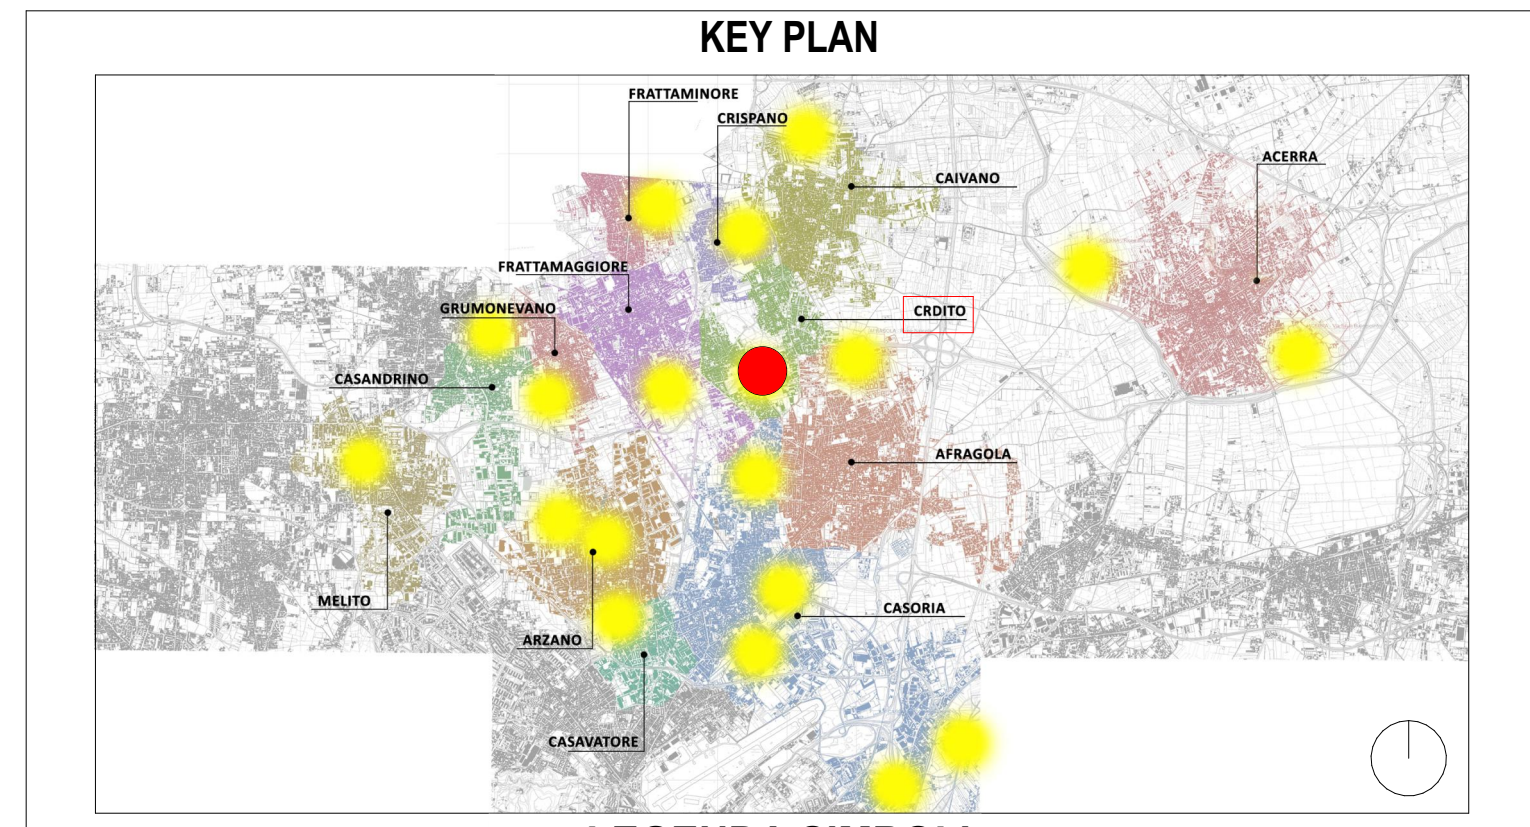 KEY PLAN
FRATTAMINORE
CRISPANO
ACERRA
CAIVANO
FRATTAMAGGIORE
GRUMONEVANO
CRDITO
CASANDRINO
AFRAGOLA
MELITO
CASORIA
ARZANO
CASAVATORE